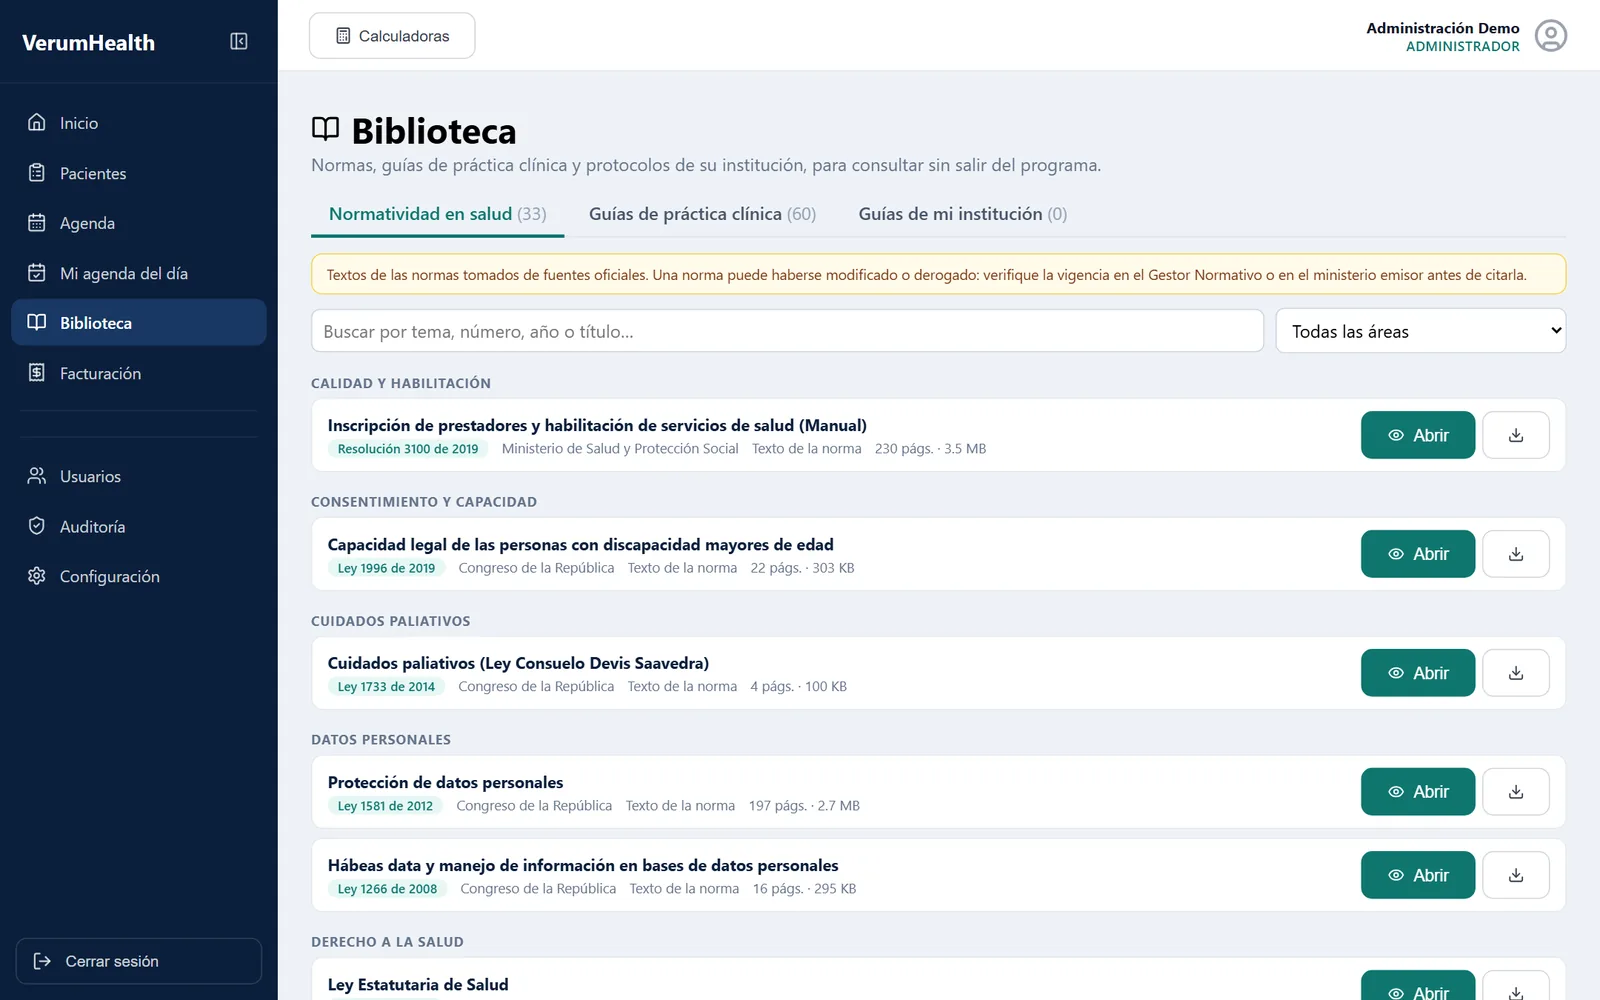 VerumHealth
Inicio
Pacientes
Agenda
Mi agenda del día
Biblioteca
Facturación
Usuarios
Auditoría
Configuración
Cerrar sesión
Calculadoras
Administración Demo
ADMINISTRADOR
Biblioteca
Normas, guías de práctica clínica y protocolos de su institución, para consultar sin salir del programa.
Normatividad en salud (33)
Guías de práctica clínica (60)
Guías de mi institución (0)
Textos de las normas tomados de fuentes oficiales. Una norma puede haberse modificado o derogado: verifique la vigencia en el Gestor Normativo o en el ministerio emisor antes de citarla.
Buscar por tema, número, año o título...
Todas las áreas
CALIDAD Y HABILITACIÓN
Inscripción de prestadores y habilitación de servicios de salud (Manual)
Resolución 3100 de 2019 Ministerio de Salud y Protección Social Texto de la norma 230 págs. · 3.5 MB
Abrir
CONSENTIMIENTO Y CAPACIDAD
Capacidad legal de las personas con discapacidad mayores de edad
Ley 1996 de 2019 Congreso de la República Texto de la norma 22 págs. · 303 KB
Abrir
CUIDADOS PALIATIVOS
Cuidados paliativos (Ley Consuelo Devis Saavedra)
Ley 1733 de 2014 Congreso de la República Texto de la norma 4 págs. · 100 KB
Abrir
DATOS PERSONALES
Protección de datos personales
Ley 1581 de 2012 Congreso de la República Texto de la norma 197 págs. · 2.7 MB
Abrir
Hábeas data y manejo de información en bases de datos personales
Ley 1266 de 2008 Congreso de la República Texto de la norma 16 págs. · 295 KB
Abrir
DERECHO A LA SALUD
Ley Estatutaria de Salud
Abrir